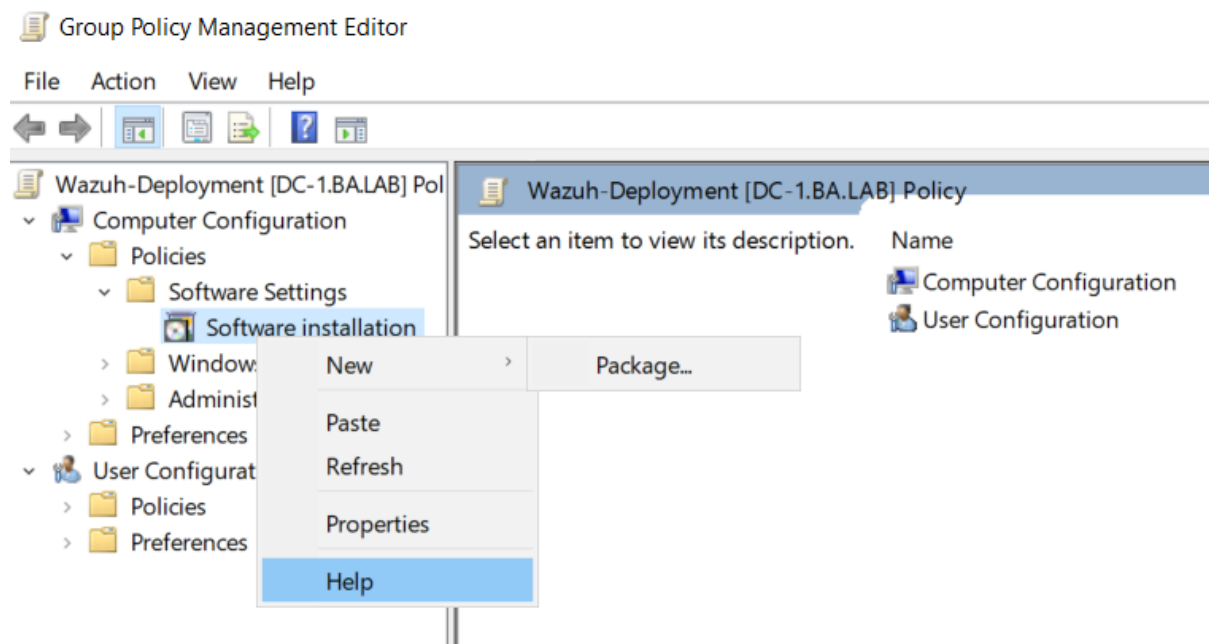 Group Policy Management Editor
File Action View Help
Wazuh-Deployment [DC-1.BA.LAB] Pol
Computer Configuration
Policies
Software Settings
Software installation
Window
Administ
Preferences
User Configurat
Policies
Preferences
New
Package...
Paste
Refresh
Properties
Help
Wazuh-Deployment [DC-1.BA.LAB] Policy
Select an item to view its description.
Name
Computer Configuration
User Configuration